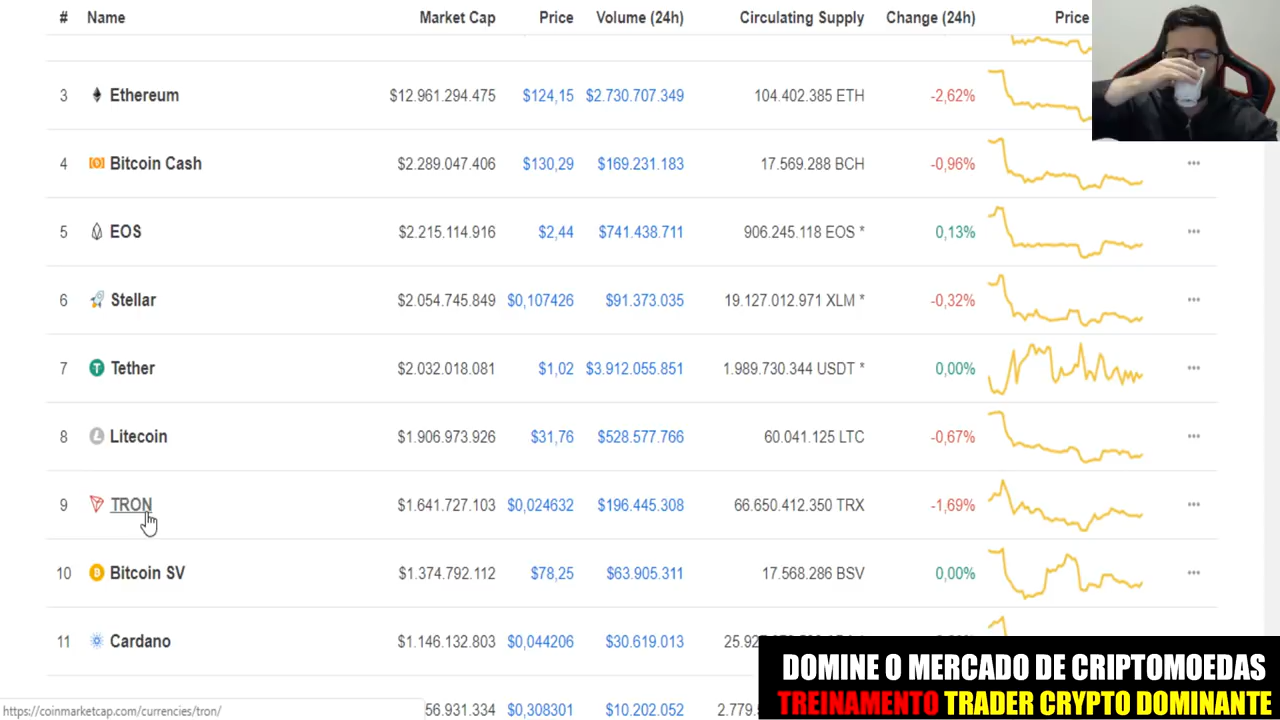 # Name Market Cap Price Volume (24h) Circulating Supply Change (24h) Price
3 Ethereum $12.961.294.475 $124,15 $2.730.707.349 104.402.385 ETH -2,62%
4 Bitcoin Cash $2.289.047.406 $130,29 $169.231.183 17.569.288 BCH -0,96%
5 EOS $2.215.114.916 $2,44 $741.438.711 906.245.118 EOS * 0,13%
6 Stellar $2.054.745.849 $0,107426 $91.373.035 19.127.012.971 XLM * -0,32%
7 Tether $2.032.018.081 $1,02 $3.912.055.851 1.989.730.344 USDT * 0,00%
8 Litecoin $1.906.973.926 $31,76 $528.577.766 60.041.125 LTC -0,67%
9 TRON $1.641.727.103 $0,024632 $196.445.308 66.650.412.350 TRX -1,69%
10 Bitcoin SV $1.374.792.112 $78,25 $63.905.311 17.568.286 BSV 0,00%
11 Cardano $1.146.132.803 $0,044206 $30.619.013
56.931.334 $0,308301 $10.202.052 2.779.
https://coinmarketcap.com/currencies/tron/
DOMINE O MERCADO DE CRIPTOMOEDAS
TREINAMENTO TRADER CRYPTO DOMINANTE